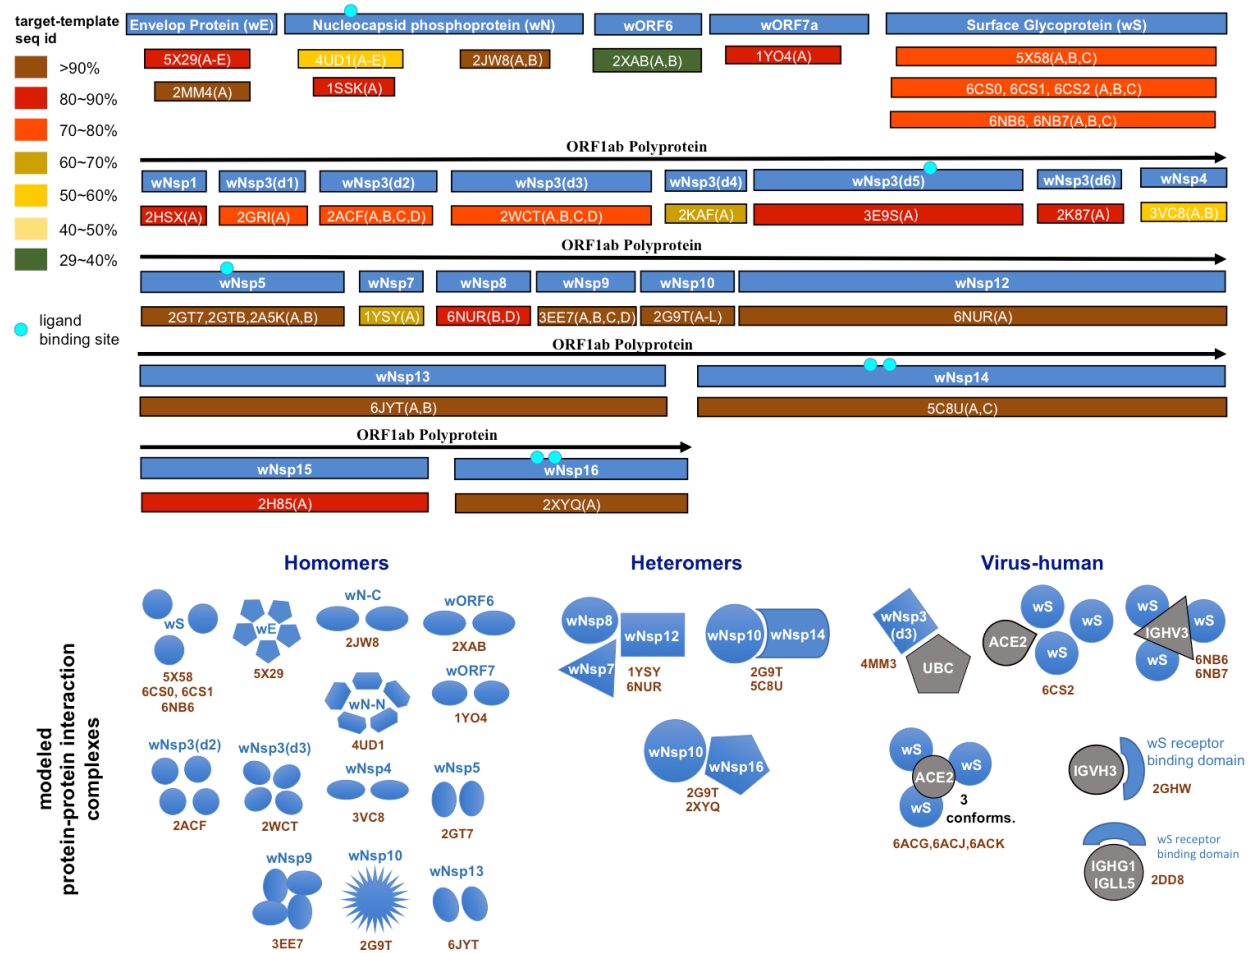 target-template
seq id
>90%
80~90%
70~80%
60~70%
50~60%
40~50%
29~40%
ligand
binding site
Envelop Protein (wE)
Nucleocapsid phosphoprotein (wN)
wORF6
wORF7a
Surface Glycoprotein (wS)
5X29(A-E)
4UD1(A-E)
2JW8(A,B)
2XAB(A,B)
1YO4(A)
5X58(A,B,C)
2MM4(A)
1SSK(A)
6CS0, 6CS1, 6CS2 (A,B,C)
6NB6, 6NB7(A,B,C)
ORF1ab Polyprotein
wNsp1
wNsp3(d1)
wNsp3(d2)
wNsp3(d3)
wNsp3(d4)
wNsp3(d5)
wNsp3(d6)
wNsp4
2HSX(A)
2GRI(A)
2ACF(A,B,C,D)
2WCT(A,B,C,D)
2KAF(A)
3E9S(A)
2K87(A)
3VC8(A,B)
ORF1ab Polyprotein
wNsp5
wNsp7
wNsp8
wNsp9
wNsp10
wNsp12
2GT7,2GTB,2A5K(A,B)
1YSY(A)
6NUR(B,D)
3EE7(A,B,C,D)
2G9T(A-L)
6NUR(A)
ORF1ab Polyprotein
wNsp13
wNsp14
6JYT(A,B)
5C8U(A,C)
ORF1ab Polyprotein
wNsp15
wNsp16
2H85(A)
2XYQ(A)
modeled
protein-protein interaction
complexes
Homomers
wS
5X58
6CS0, 6CS1
6NB6
wE
5X29
wN-C
2JW8
wORF6
2XAB
wN-N
4UD1
wORF7
1YO4
wNsp3(d2)
2ACF
wNsp3(d3)
2WCT
wNsp4
3VC8
wNsp5
2GT7
wNsp9
3EE7
wNsp10
2G9T
wNsp13
6JYT
Heteromers
wNsp8
wNsp12
wNsp7
1YSY
6NUR
wNsp10
wNsp14
2G9T
5C8U
wNsp10
wNsp16
2G9T
2XYQ
Virus-human
wNsp3
(d3)
4MM3
UBC
wS
ACE2
wS
wS
6CS2
wS
wS
IGHV3
wS
6NB6
6NB7
wS
wS
ACE2
wS
3
conforms.
6ACG,6ACJ,6ACK
IGVH3
wS receptor
binding domain
2GHW
wS receptor
binding domain
IGHG1
IGLL5
2DD8